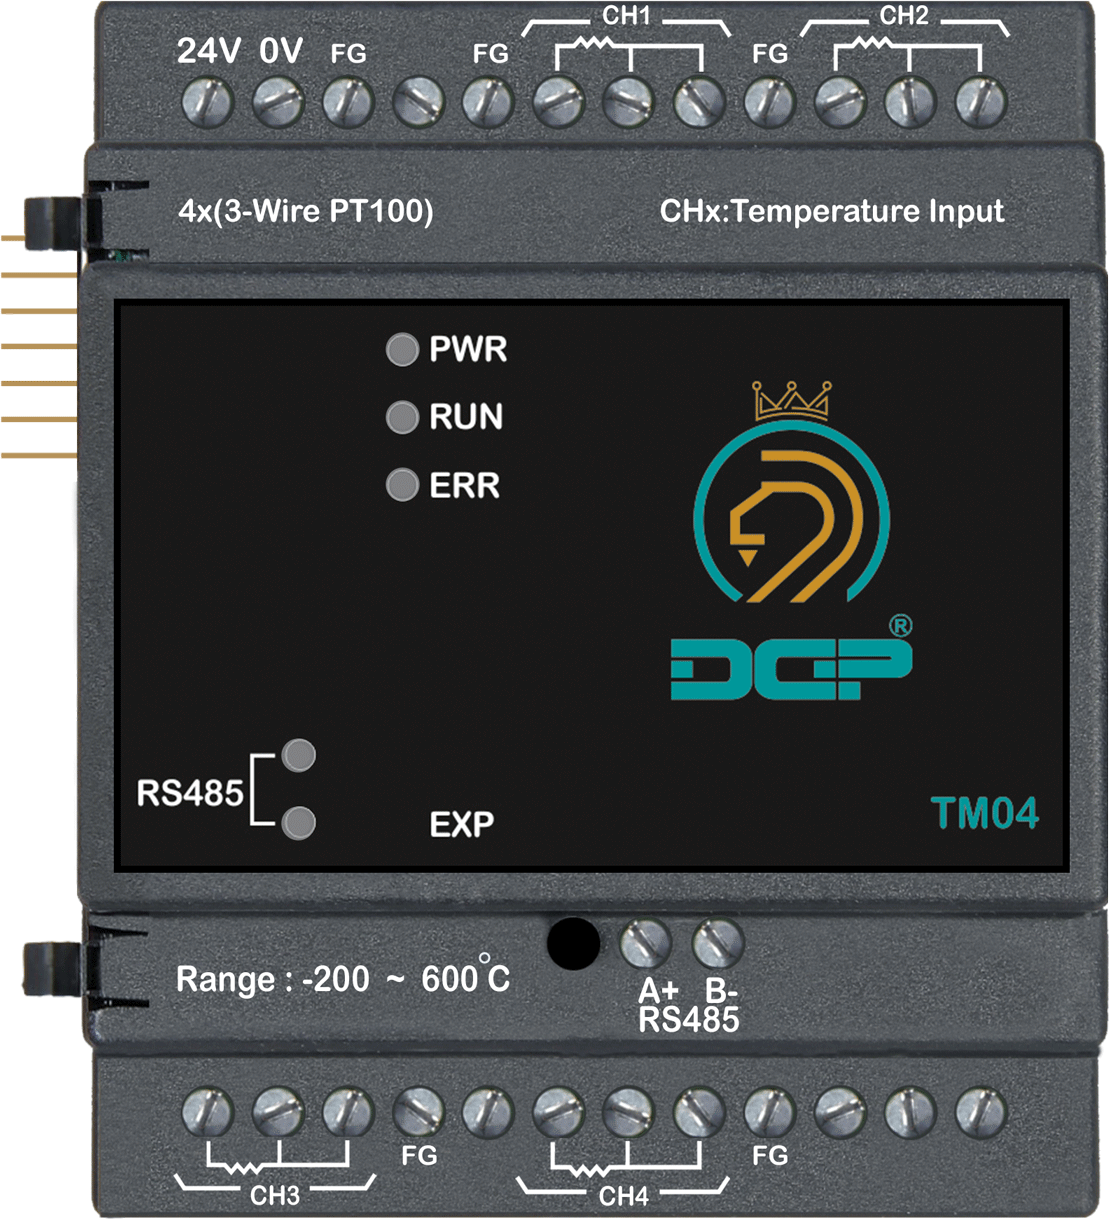 CH1 CH2
24V 0V FG FG FG
4x(3-Wire PT100) CHx:Temperature Input
PWR
RUN
ERR
®
DCP
RS485
EXP
TM04
Range : -200 ~ 600°C
A+ B-
RS485
FG FG
CH3 CH4